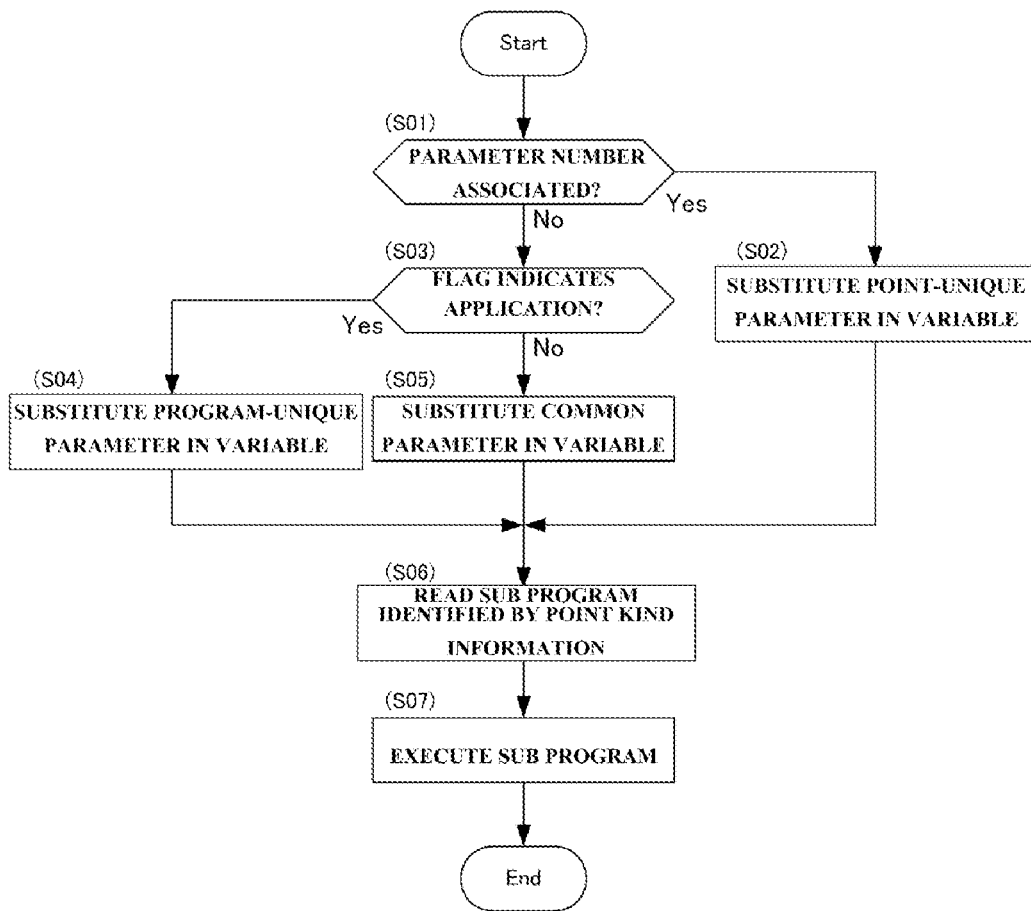 Start
(S01)
PARAMETER NUMBER
ASSOCIATED?
Yes
No
(S03)
FLAG INDICATES
APPLICATION?
Yes
No
(S02)
SUBSTITUTE POINT-UNIQUE
PARAMETER IN VARIABLE
(S04)
SUBSTITUTE PROGRAM-UNIQUE
PARAMETER IN VARIABLE
(S05)
SUBSTITUTE COMMON
PARAMETER IN VARIABLE
(S06)
READ SUB PROGRAM
IDENTIFIED BY POINT KIND
INFORMATION
(S07)
EXECUTE SUB PROGRAM
End